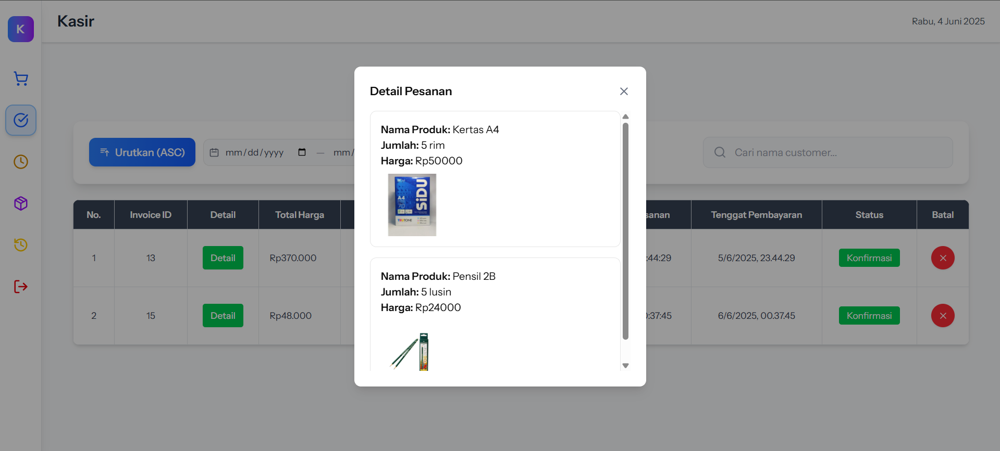 K
Kasir
Rabu, 4 Juni 2025
Urutkan (ASC)
mm/dd/yyyy
—
mm/
Cari nama customer...
No.
Invoice ID
Detail
Total Harga
sanan
Tenggat Pembayaran
Status
Batal
1
13
Detail
Rp370.000
:44:29
5/6/2025, 23.44.29
Konfirmasi
2
15
Detail
Rp48.000
:37:45
6/6/2025, 00.37.45
Konfirmasi
Detail Pesanan
Nama Produk: Kertas A4
Jumlah: 5 rim
Harga: Rp50000
SiDU
A4
70
Nama Produk: Pensil 2B
Jumlah: 5 lusin
Harga: Rp24000